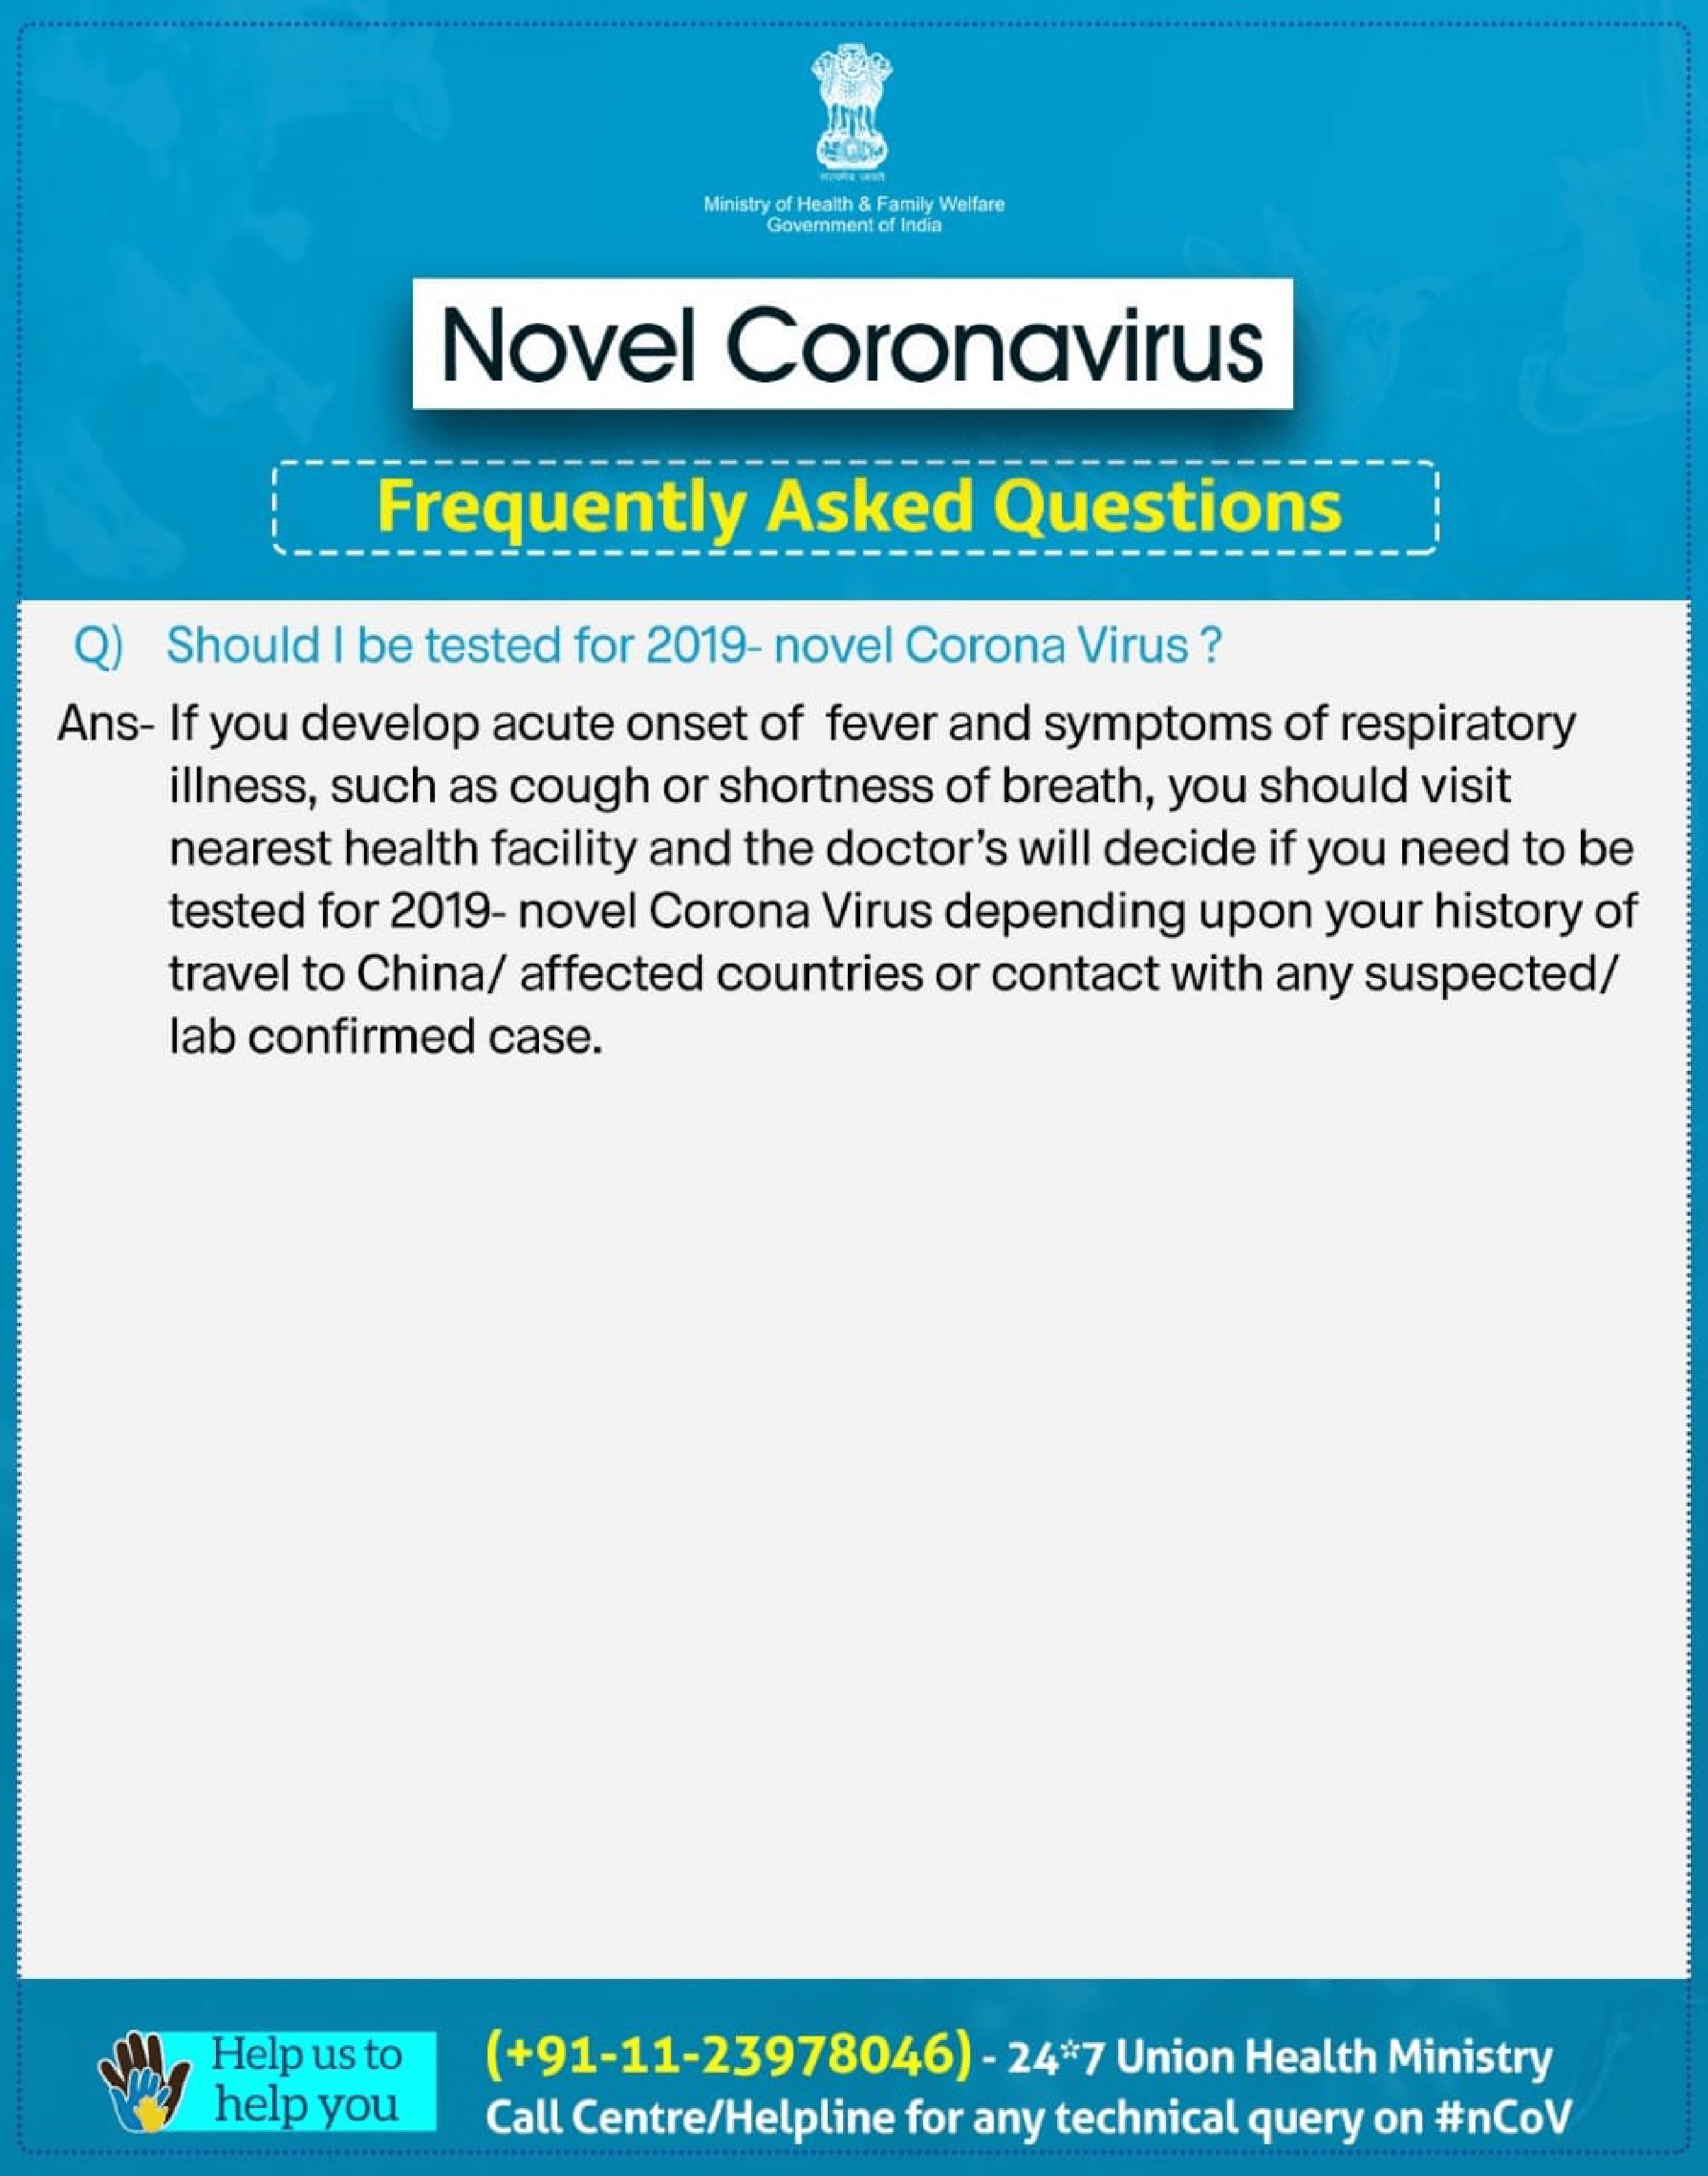 सत्यमेव जयते
Ministry of Health & Family Welfare
Government of India
Novel Coronavirus
Frequently Asked Questions
Q) Should I be tested for 2019- novel Corona Virus ?
Ans- If you develop acute onset of fever and symptoms of respiratory
illness, such as cough or shortness of breath, you should visit
nearest health facility and the doctor's will decide if you need to be
tested for 2019- novel Corona Virus depending upon your history of
travel to China/ affected countries or contact with any suspected/
lab confirmed case.
Help us to
help you
(+91-11-23978046) - 24*7 Union Health Ministry
Call Centre/Helpline for any technical query on #nCoV